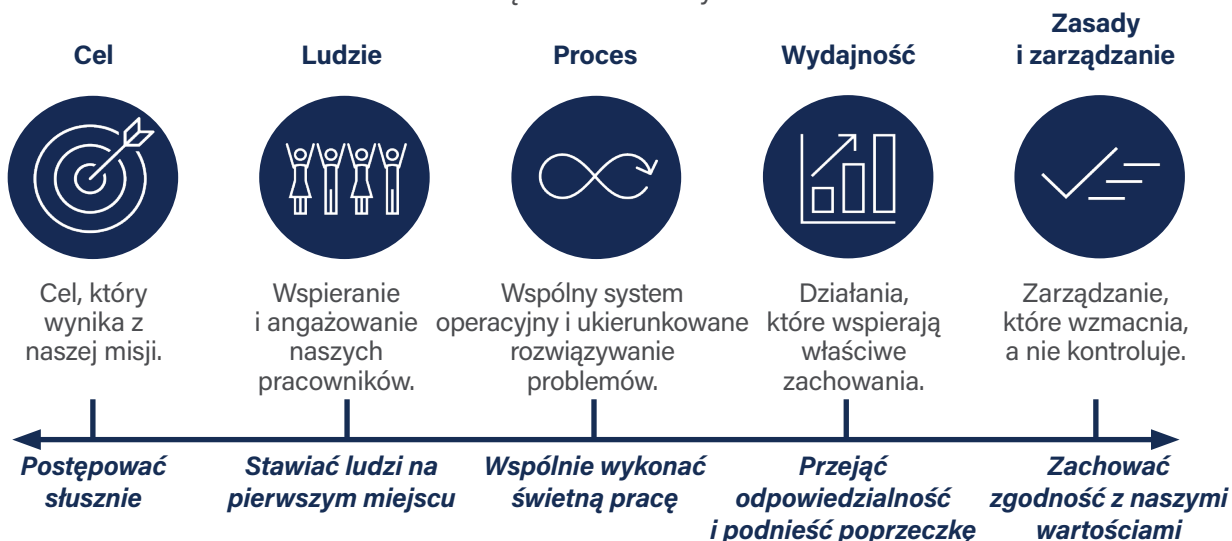 Cel
Ludzie
Proces
Wydajność
Zasady
i zarządzanie
Cel, który
wynika z
naszej misji.
Wspieranie
i angażowanie
naszych
pracowników.
Wspólny system
operacyjny i ukierunkowane
rozwiązywanie
problemów.
Działania,
które wspierają
właściwe
zachowania.
Zarządzanie,
które wzmacnia,
a nie kontroluje.
Postępować
słusznie
Stawiać ludzi na
pierwszym miejscu
Wspólnie wykonać
świetną pracę
Przejąć
odpowiedzialność
i podnieść poprzeczkę
Zachować
zgodność z naszymi
wartościami